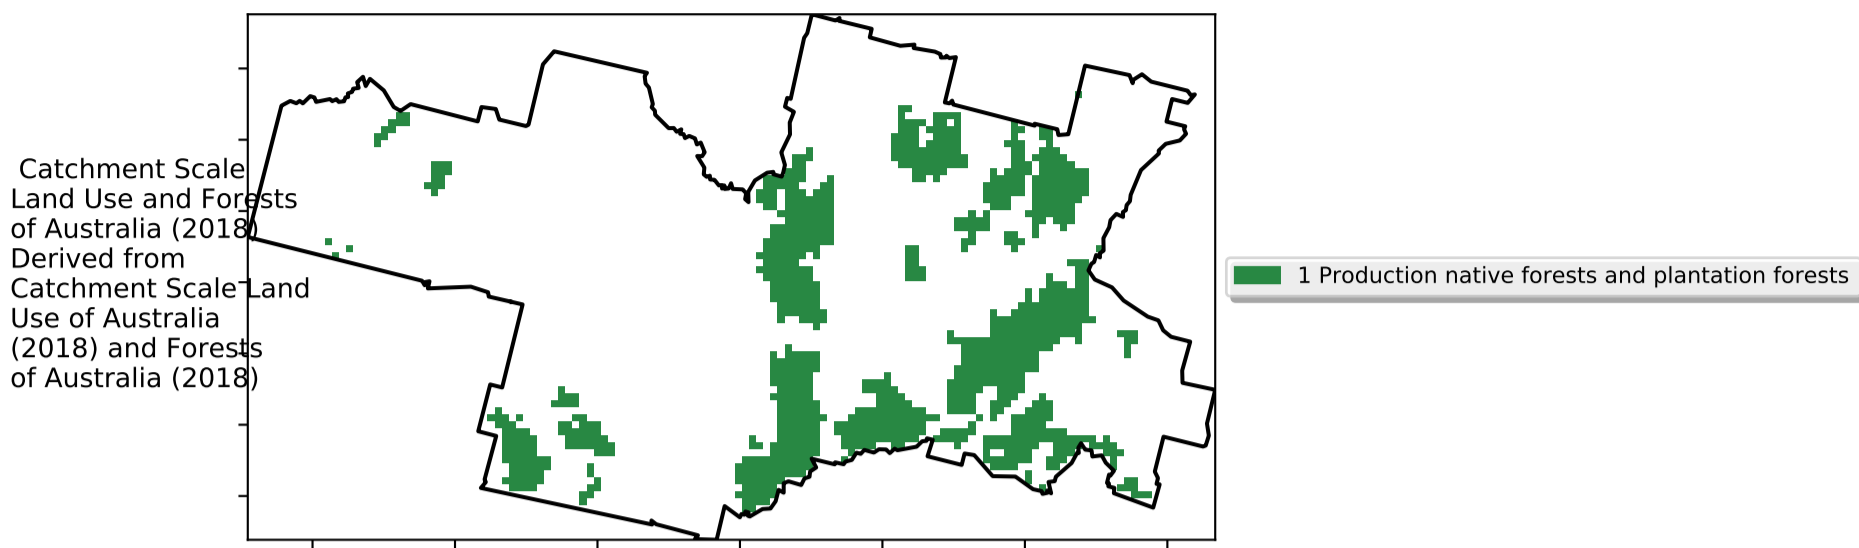 Catchment Scale
Land Use and Forests
of Australia (2018)
Derived from
Catchment Scale Land
Use of Australia
(2018) and Forests
of Australia (2018)
1 Production native forests and plantation forests